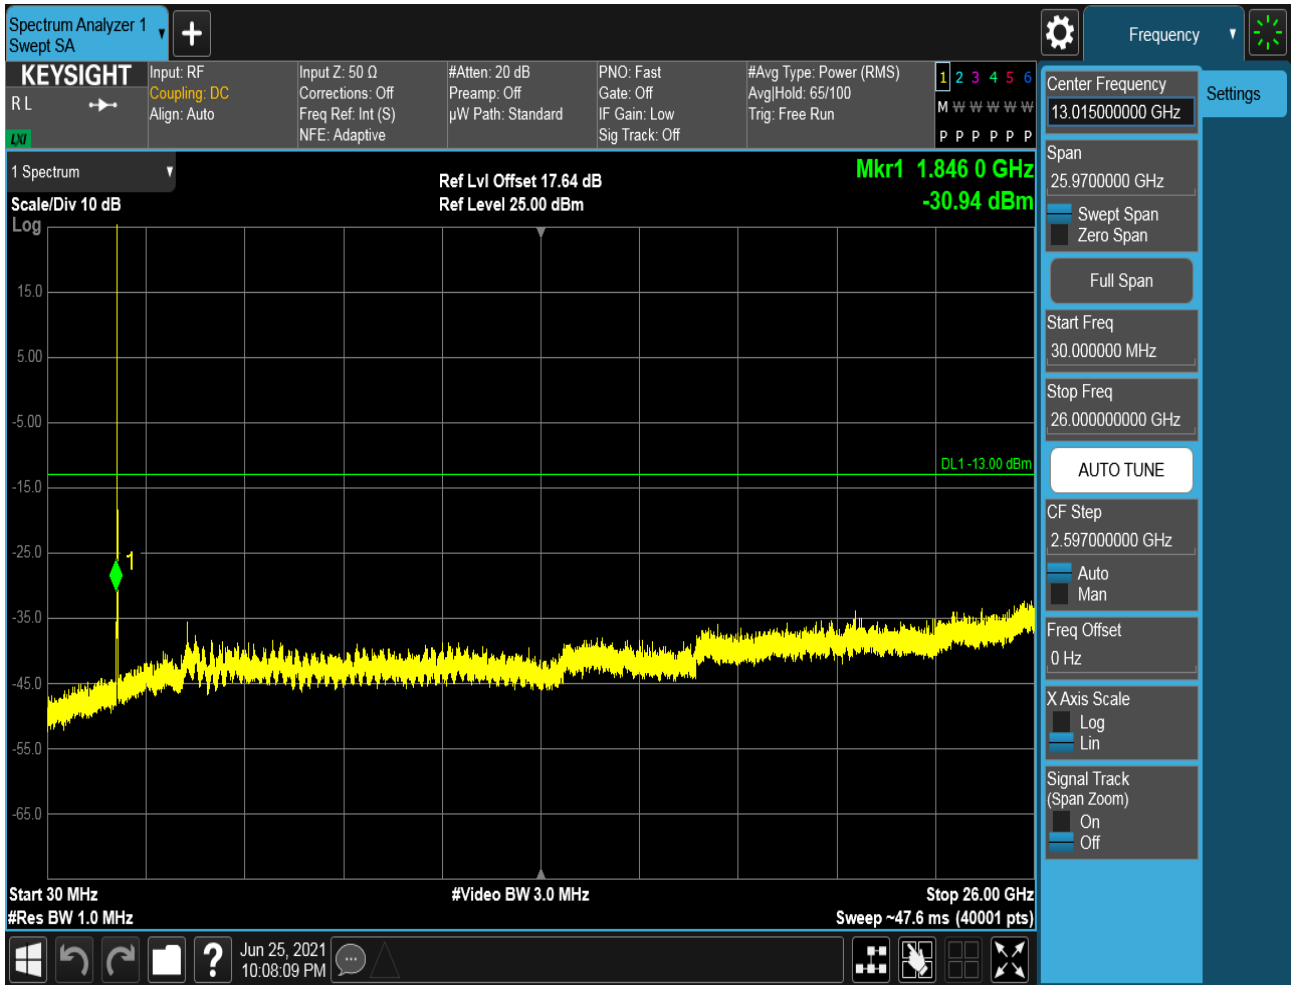 Spectrum Analyzer 1
Swept SA
Frequency
KEYSIGHT
R L
LXI
Input: RF
Coupling: DC
Align: Auto
Input Z: 50 Ω
Corrections: Off
Freq Ref: Int (S)
NFE: Adaptive
#Atten: 20 dB
Preamp: Off
µW Path: Standard
PNO: Fast
Gate: Off
IF Gain: Low
Sig Track: Off
#Avg Type: Power (RMS)
Avg|Hold: 65/100
Trig: Free Run
1 2 3 4 5 6
M W W W W W
P P P P P P
1 Spectrum
Scale/Div 10 dB
Log
Ref Lvl Offset 17.64 dB
Ref Level 25.00 dBm
Mkr1 1.846 0 GHz
-30.94 dBm
15.0
5.00
-5.00
DL1 -13.00 dBm
-15.0
-25.0
1
-35.0
-45.0
-55.0
-65.0
Start 30 MHz
#Res BW 1.0 MHz
#Video BW 3.0 MHz
Stop 26.00 GHz
Sweep ~47.6 ms (40001 pts)
Center Frequency
13.015000000 GHz
Settings
Span
25.9700000 GHz
Swept Span
Zero Span
Full Span
Start Freq
30.000000 MHz
Stop Freq
26.000000000 GHz
AUTO TUNE
CF Step
2.597000000 GHz
Auto
Man
Freq Offset
0 Hz
X Axis Scale
Log
Lin
Signal Track
(Span Zoom)
On
Off
?
Jun 25, 2021
10:08:09 PM